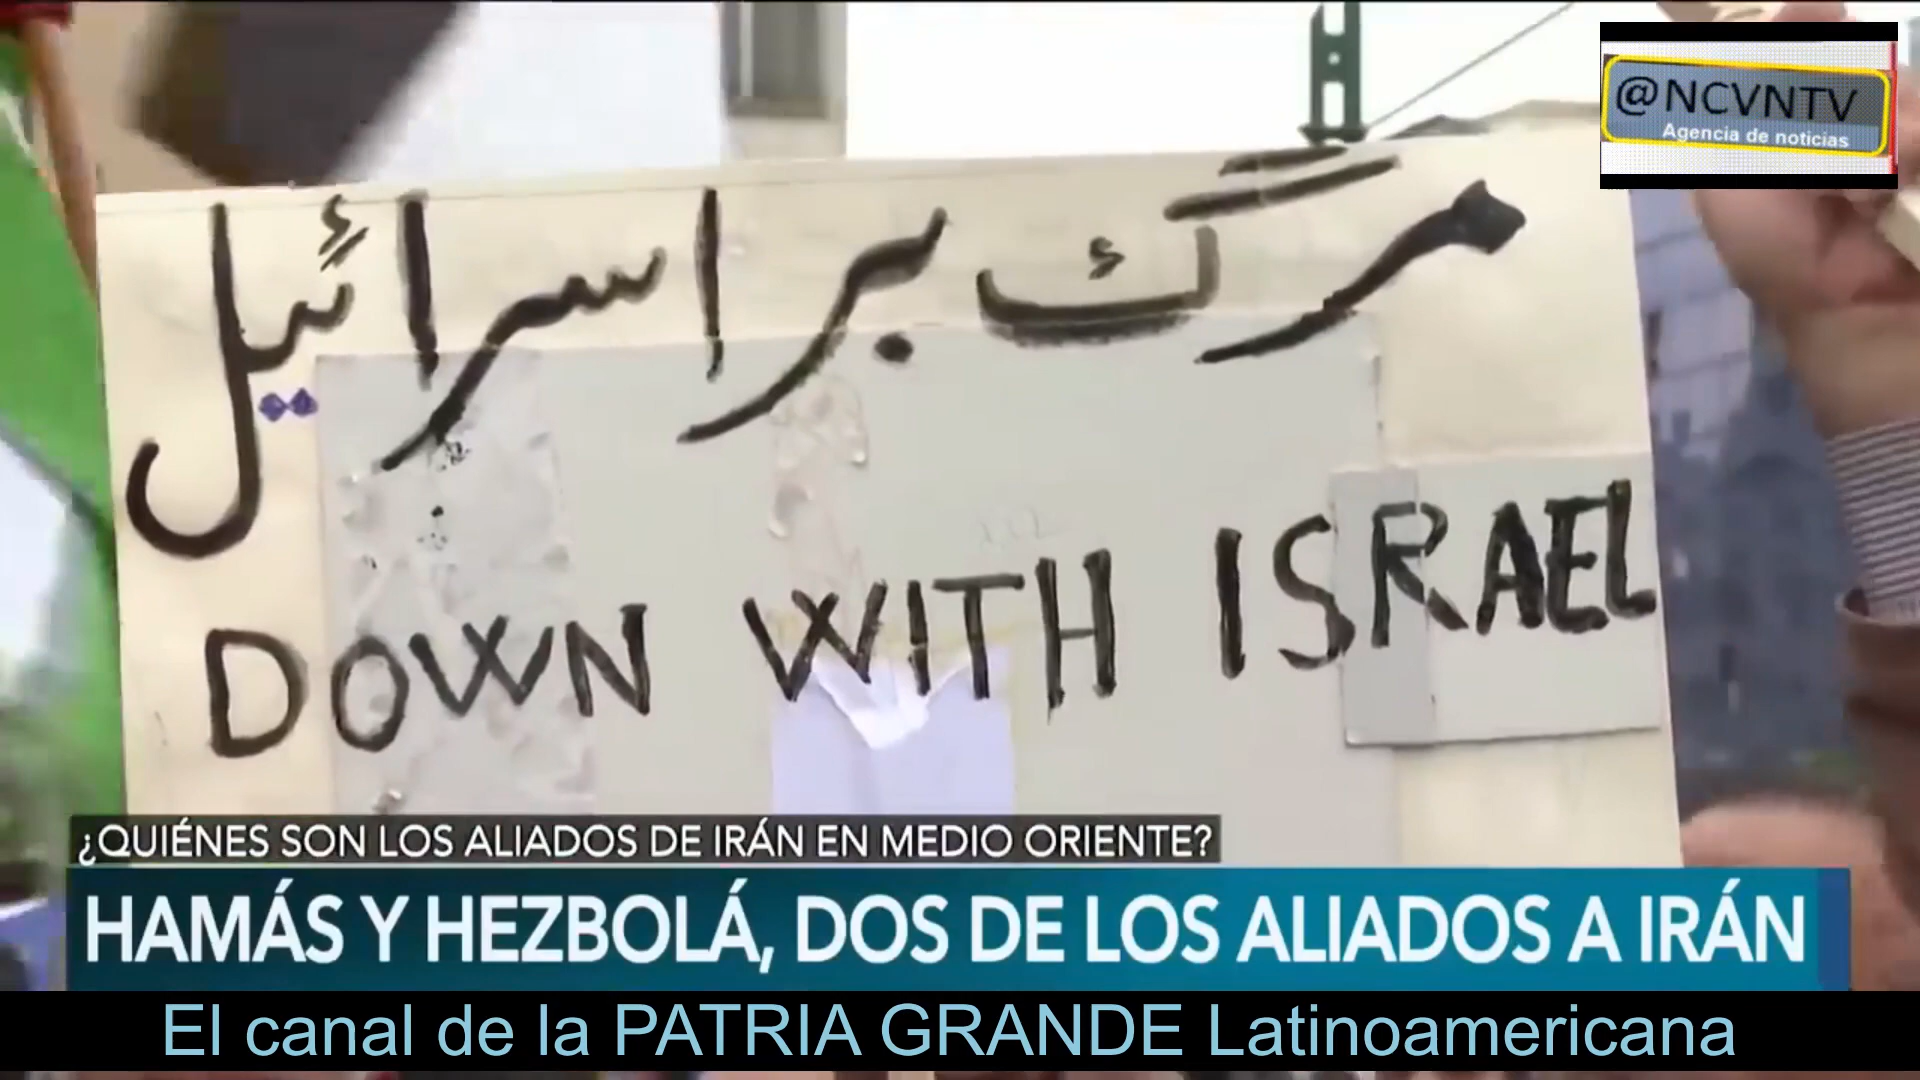 @NCVNTV
Agencia de noticias
مرگ بر اسرائیل
DOWN WITH ISRAEL
¿QUIÉNES SON LOS ALIADOS DE IRÁN EN MEDIO ORIENTE?
HAMÁS Y HEZBOLÁ, DOS DE LOS ALIADOS A IRÁN
El canal de la PATRIA GRANDE Latinoamericana